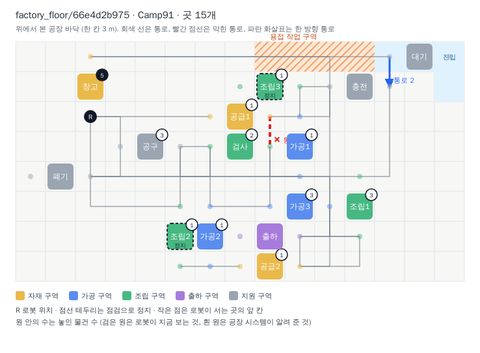 factory_floor/66e4d2b975 · Camp91 · 곳 15개
위에서 본 공장 바닥 (한 칸 3 m). 회색 선은 통로, 빨간 점선은 막힌 통로, 파란 화살표는 한 방향 통로
용접 작업 구역
대기
진입
창고
5
조립3
정지
1
충전
통로 2
공급1
1
R
공구
3
검사
2
가공1
1
폐기
가공3
1
조립1
3
조립2
정지
1
가공2
1
출하
공급2
1
자재 구역
가공 구역
조립 구역
출하 구역
지원 구역
R 로봇 위치 · 점선 테두리는 점검으로 정지 · 작은 점은 로봇이 서는 곳의 앞 칸
원 안의 수는 놓인 물건 수 (검은 원은 로봇이 지금 보는 것, 흰 원은 공장 시스템이 알려 준 것)